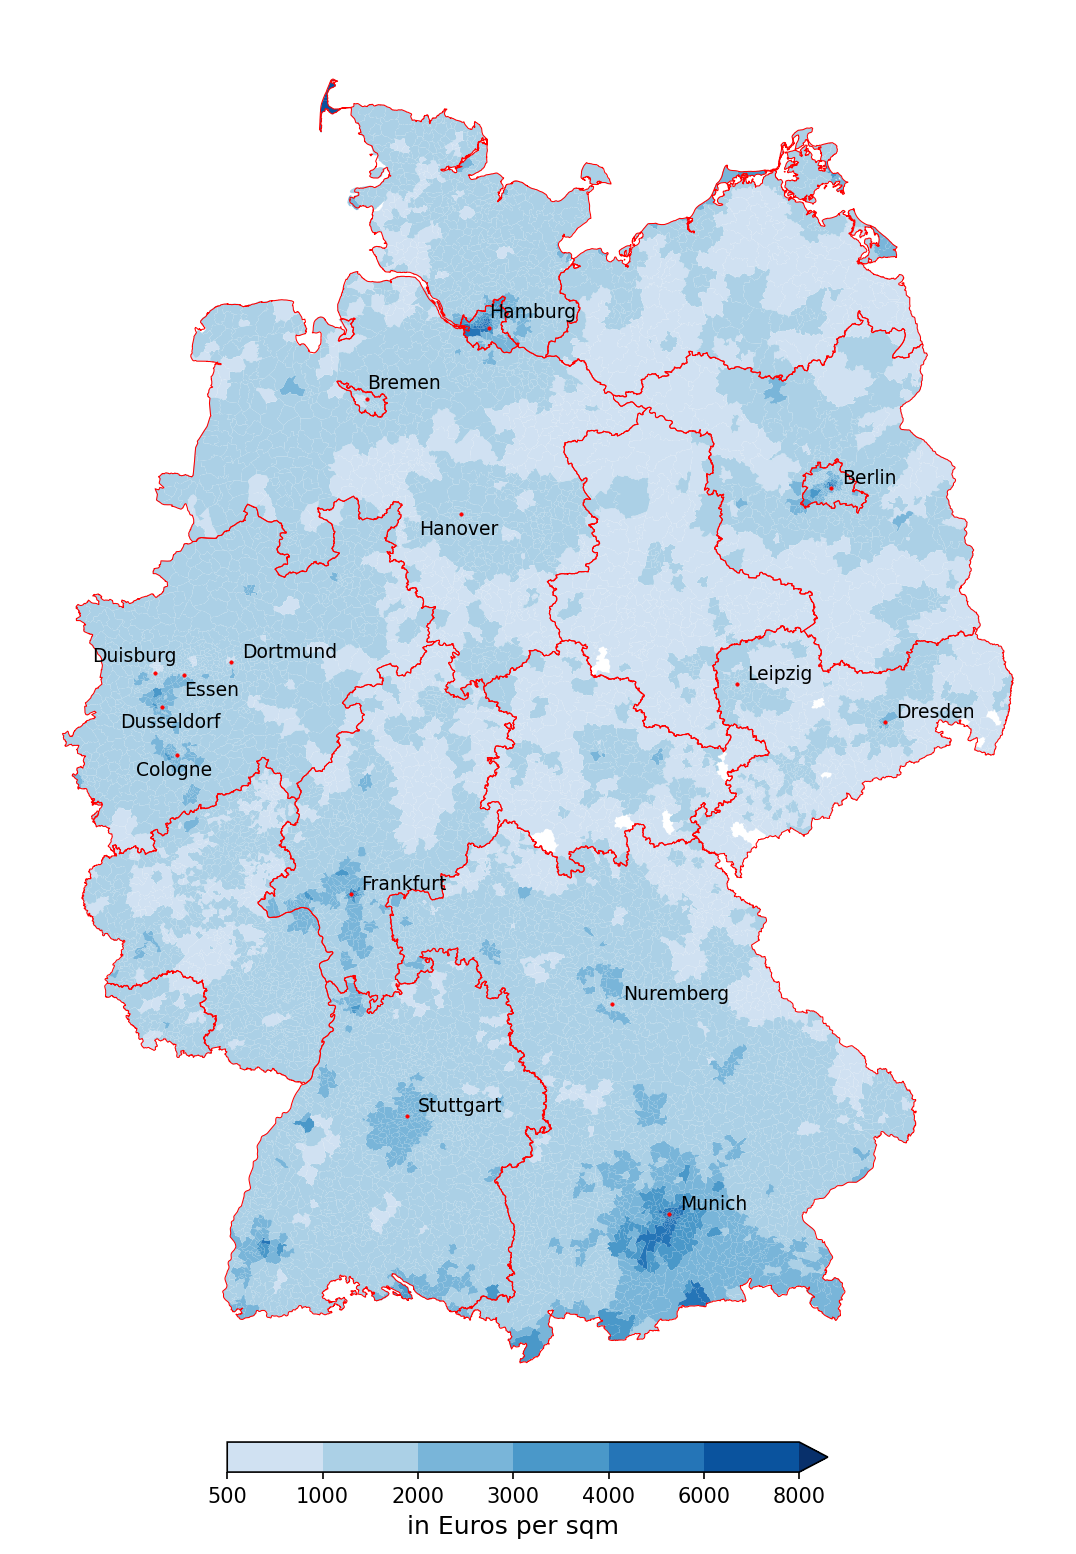 Hamburg
Bremen
Berlin
Hanover
Duisburg
Dortmund
Essen
Leipzig
Dusseldorf
Dresden
Cologne
Frankfurt
Nuremberg
Stuttgart
Munich
500 1000 2000 3000 4000 6000 8000
in Euros per sqm